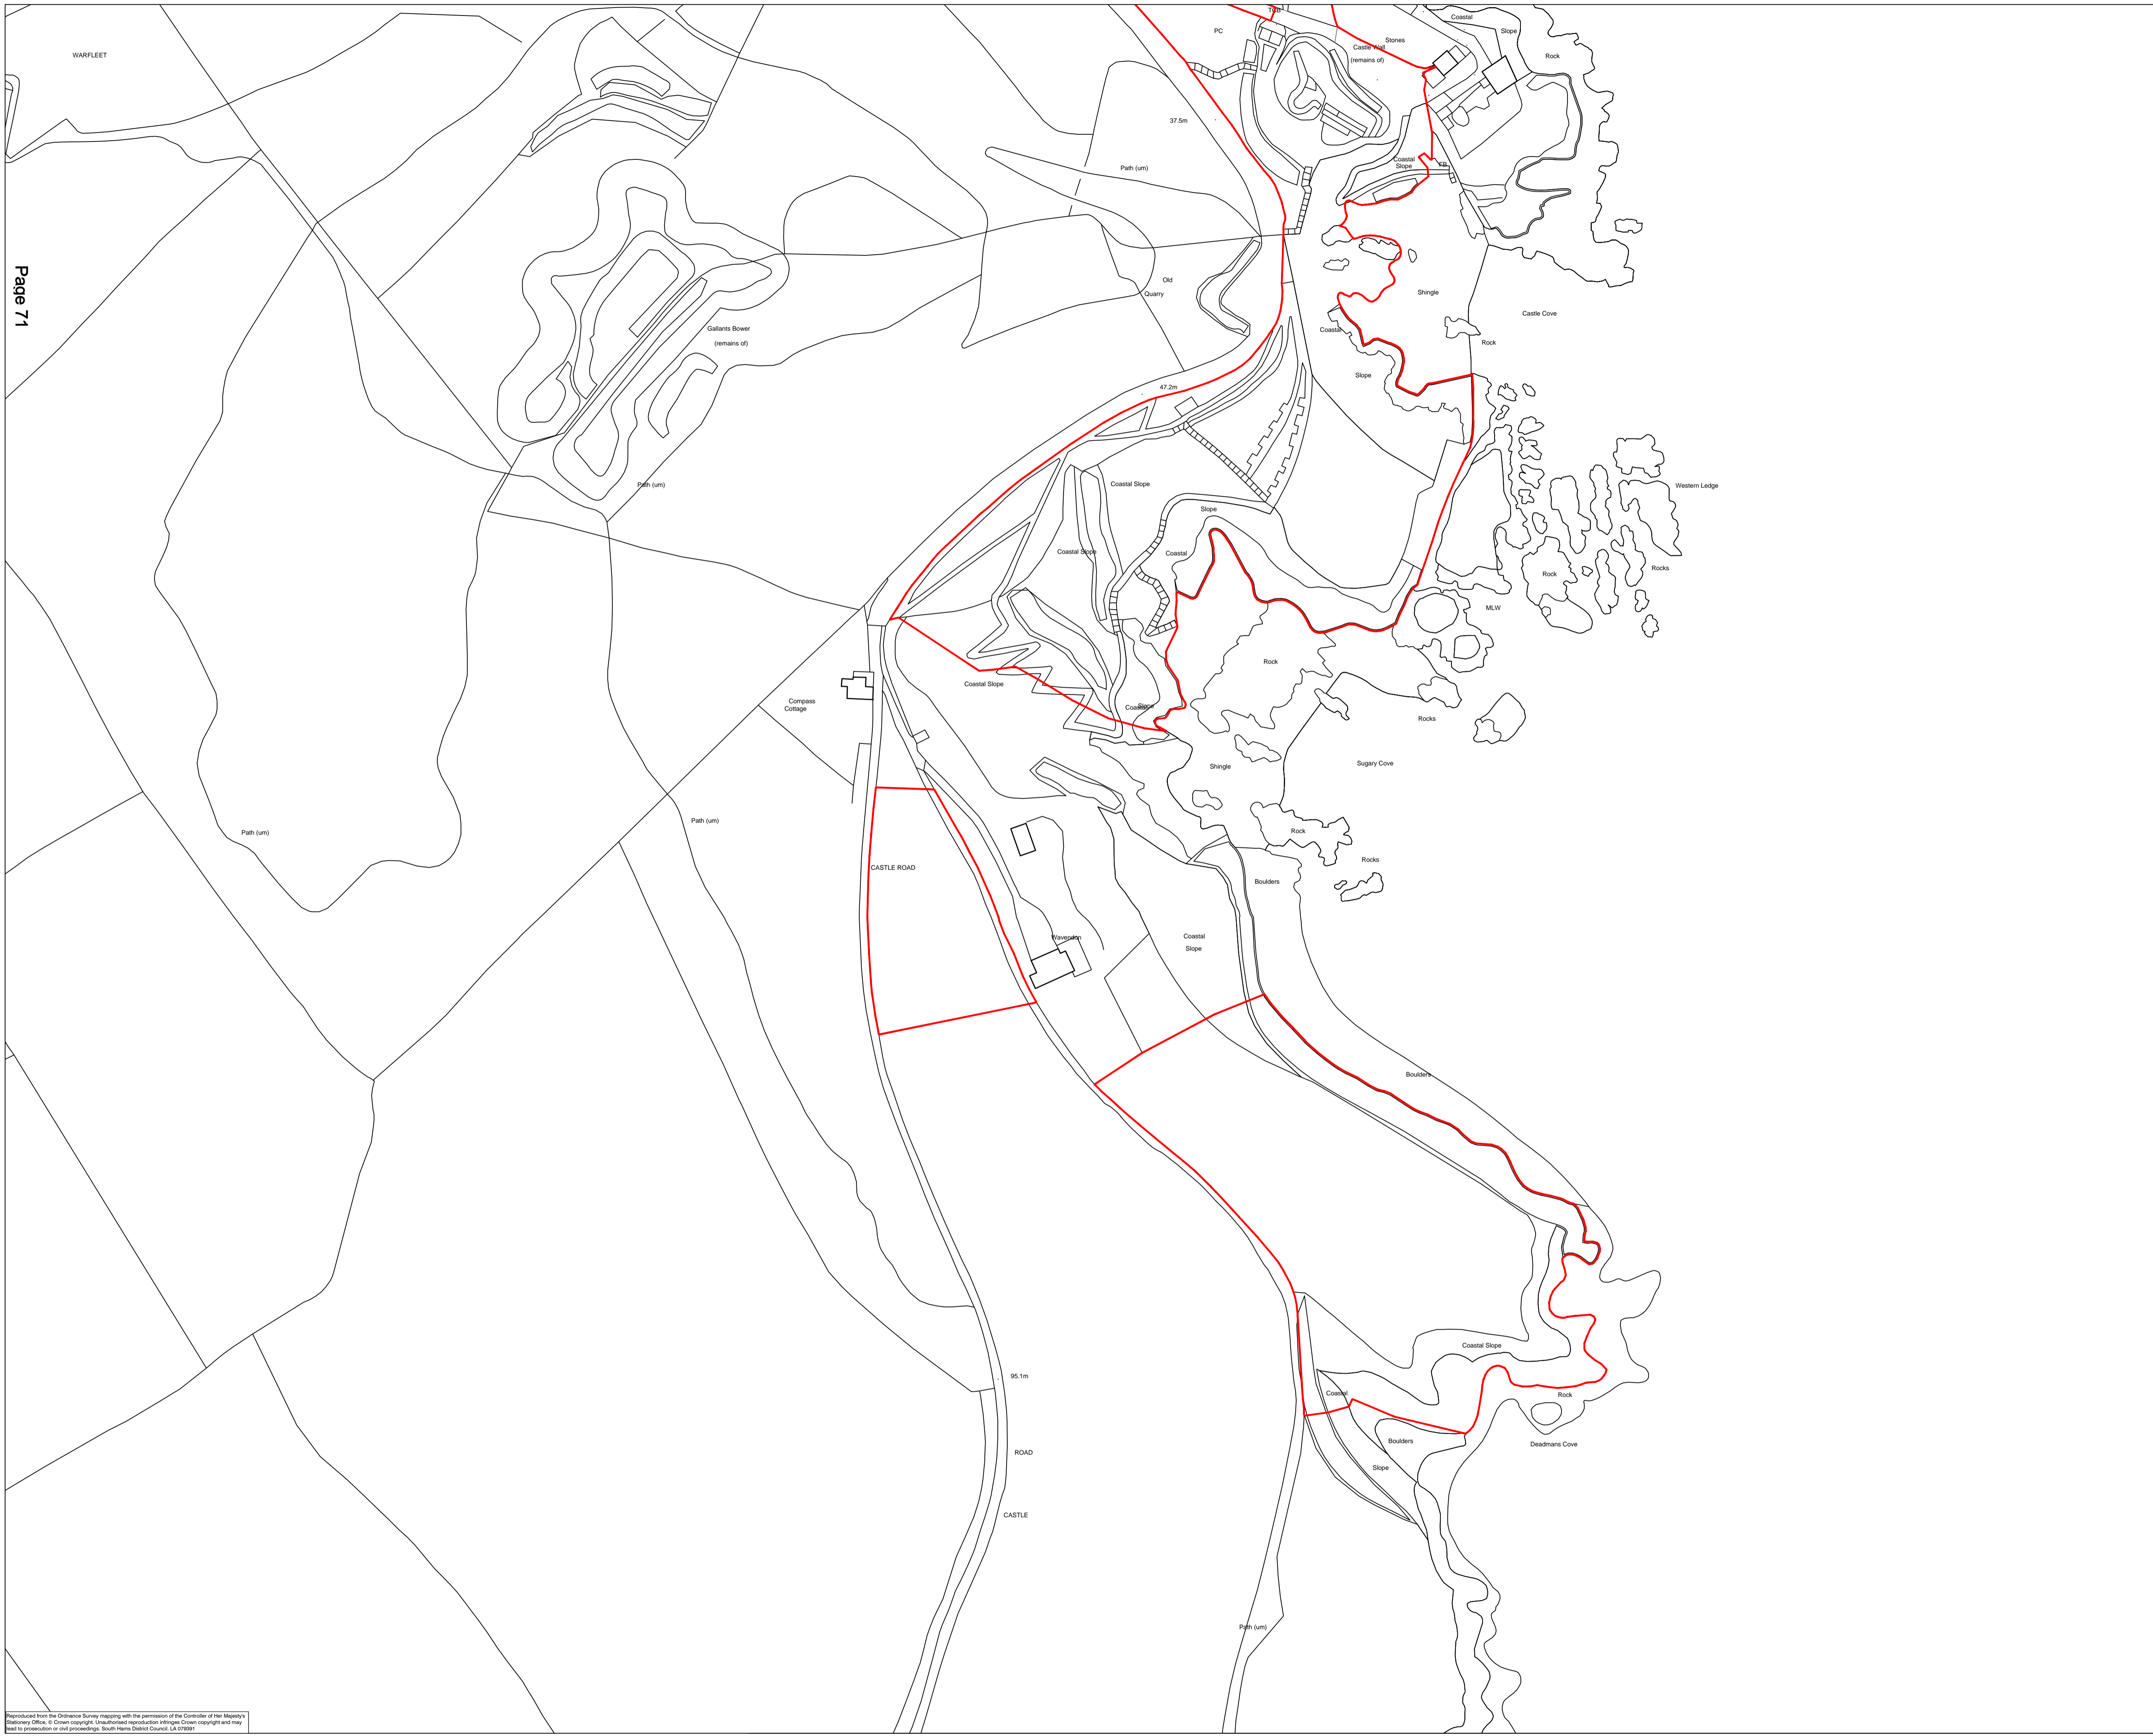 TCB
Coastal
Slope
PC
Stones
Castle Wall
(remains of)
Rock
WARFLEET
37.5m
Coastal
Slope
FB
Path (um)
Page 71
Old
Quarry
Shingle
Castle Cove
Gallants Bower
(remains of)
Coastal
Rock
Slope
47.2m
Path (um)
Coastal Slope
Western Ledge
Slope
Coastal Slope
Coastal
Rock
Rocks
MLW
Rock
Coastal Slope
Compass
Cottage
Coastal
Slope
Rocks
Shingle
Sugary Cove
Path (um)
Path (um)
Rock
Rocks
CASTLE ROAD
Boulders
Wavendon
Coastal
Slope
Boulders
Coastal Slope
95.1m
Coastal
Rock
Boulders
Deadmans Cove
ROAD
Slope
CASTLE
Path (um)
Reproduced from the Ordnance Survey mapping with the permission of the Controller of Her Majesty's
Stationery Office, © Crown copyright. Unauthorised reproduction infringes Crown copyright and may
lead to prosecution or civil proceedings. South Hams District Council. LA 079391